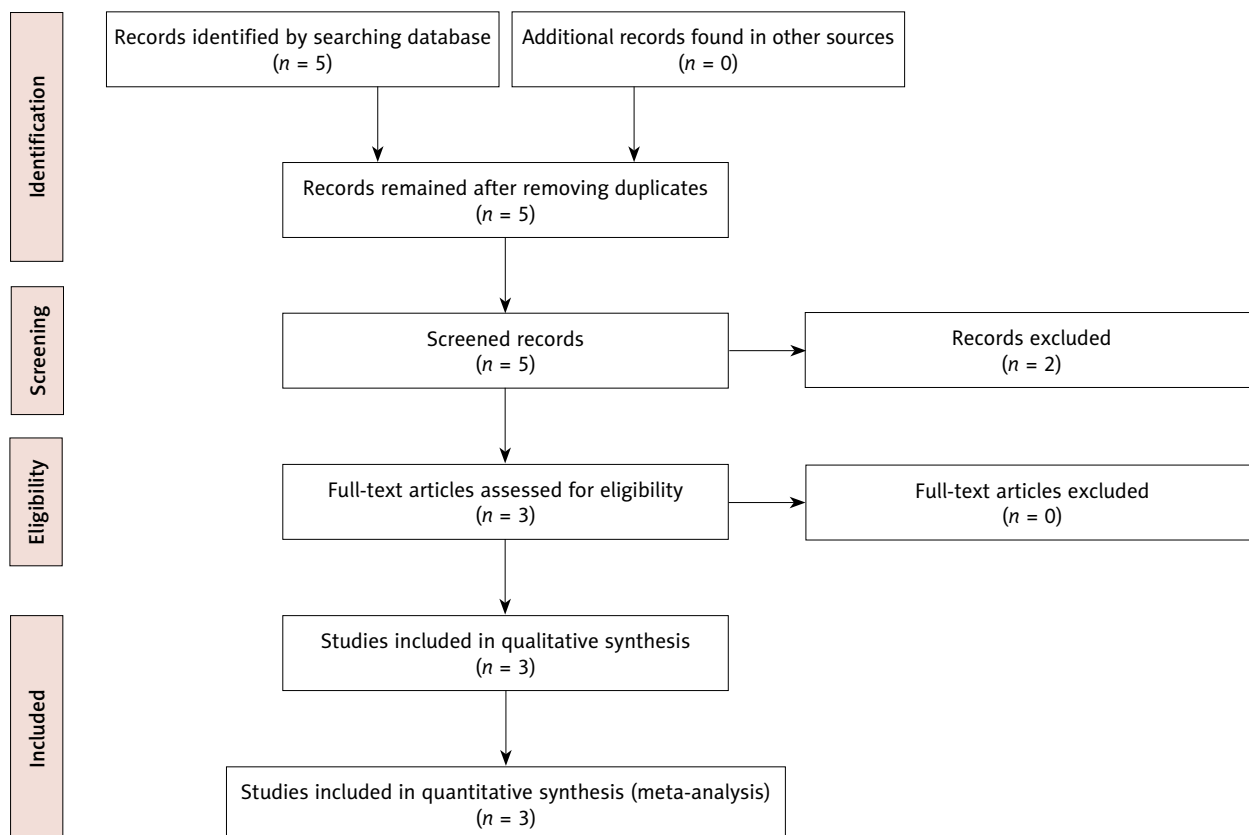 Identification
Records identified by searching database
(n = 5)
Additional records found in other sources
(n = 0)
Records remained after removing duplicates
(n = 5)
Screening
Screened records
(n = 5)
Records excluded
(n = 2)
Eligibility
Full-text articles assessed for eligibility
(n = 3)
Full-text articles excluded
(n = 0)
Included
Studies included in qualitative synthesis
(n = 3)
Studies included in quantitative synthesis (meta-analysis)
(n = 3)